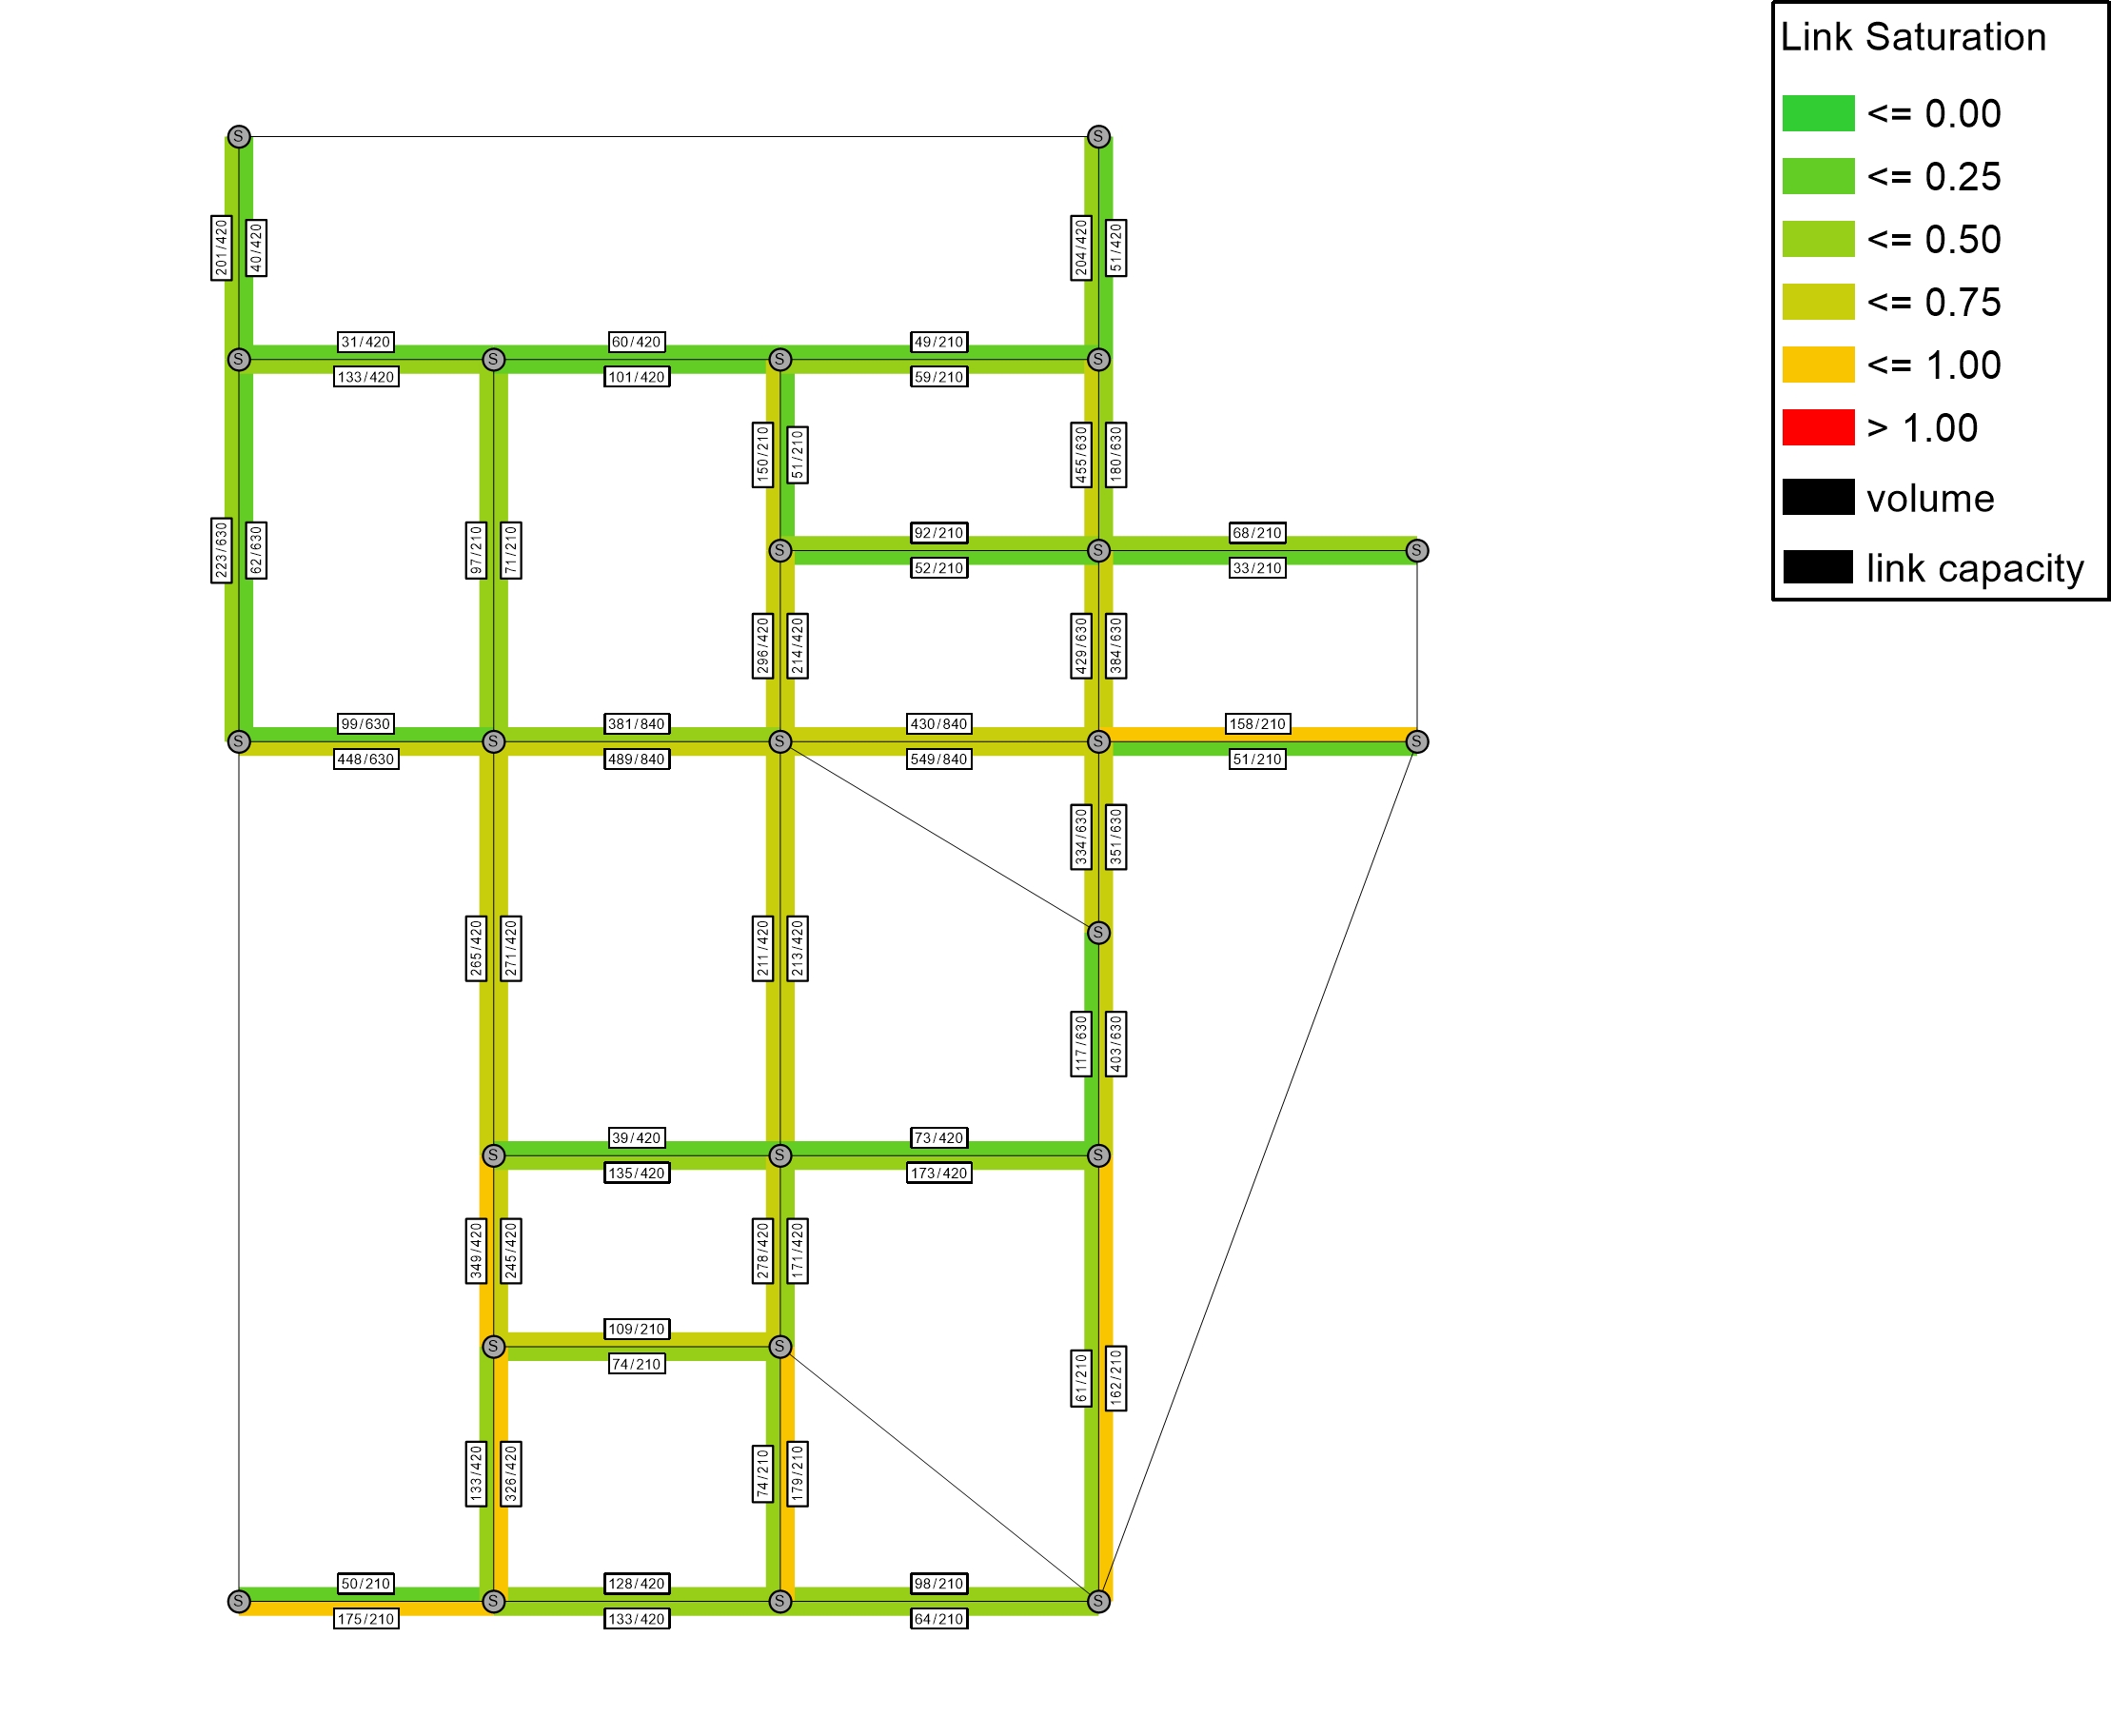 Link Saturation
<= 0.00
<= 0.25
<= 0.50
<= 0.75
<= 1.00
> 1.00
volume
link capacity
S S
201/420 40/420 204/420 51/420
31/420 60/420 49/210
S S S S
133/420 101/420 59/210
150/210 51/210 455/630 180/630
223/630 62/630 97/210 71/210
92/210 68/210
S S S
52/210 33/210
296/420 214/420 429/630 384/630
99/630 381/840 430/840 158/210
S S S S S
448/630 489/840 549/840 51/210
334/630 351/630
S
265/420 271/420 211/420 213/420
117/630 403/630
39/420 73/420
S S S
135/420 173/420
349/420 245/420 278/420 171/420
109/210
S S
74/210
61/210 162/210
133/420 326/420 74/210 179/210
50/210 128/420 98/210
S S S S
175/210 133/420 64/210